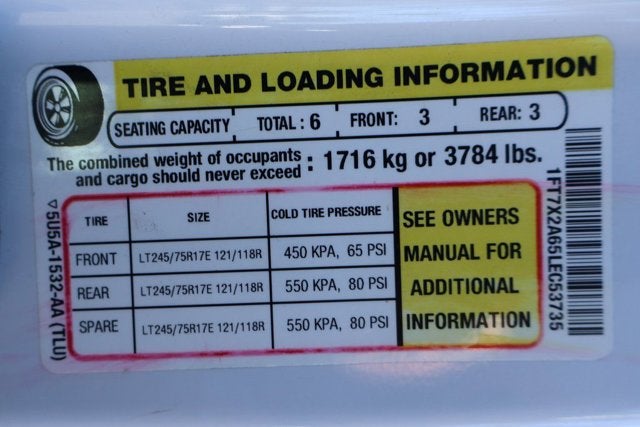 TIRE AND LOADING INFORMATION
SEATING CAPACITY TOTAL : 6 FRONT: 3 REAR: 3
The combined weight of occupants
and cargo should never exceed : 1716 kg or 3784 lbs.
TIRE SIZE COLD TIRE PRESSURE
FRONT LT245/75R17E 121/118R 450 KPA, 65 PSI
REAR LT245/75R17E 121/118R 550 KPA, 80 PSI
SPARE LT245/75R17E 121/118R 550 KPA, 80 PSI
SEE OWNERS
MANUAL FOR
ADDITIONAL
INFORMATION
▽5U5A-1532-AA (TLU)
1FT7X2A65LEC53735